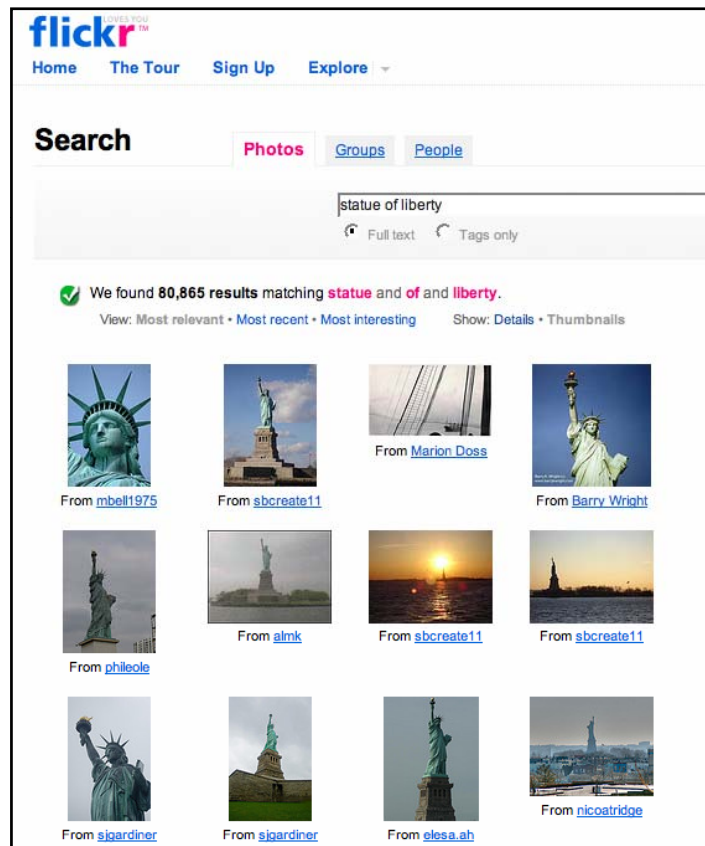 LOVES YOU
flickr™
Home The Tour Sign Up Explore
Search Photos Groups People
statue of liberty
Full text Tags only
We found 80,865 results matching statue and of and liberty.
View: Most relevant • Most recent • Most interesting Show: Details • Thumbnails
From mbell1975 From sbcreate11 From Marion Doss From Barry Wright
From phileole From almk From sbcreate11 From sbcreate11
From sjgardiner From sjgardiner From elesa.ah From nicoatridge